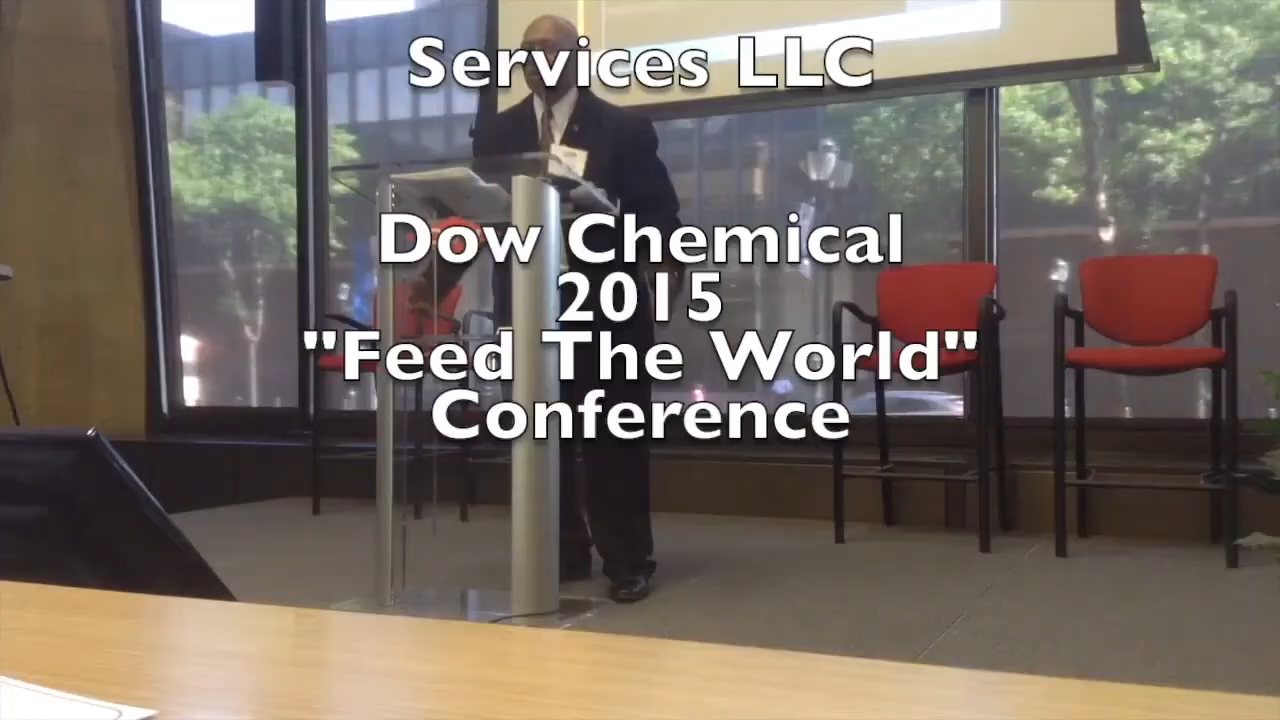 Services LLC
Dow Chemical
2015
"Feed The World"
Conference